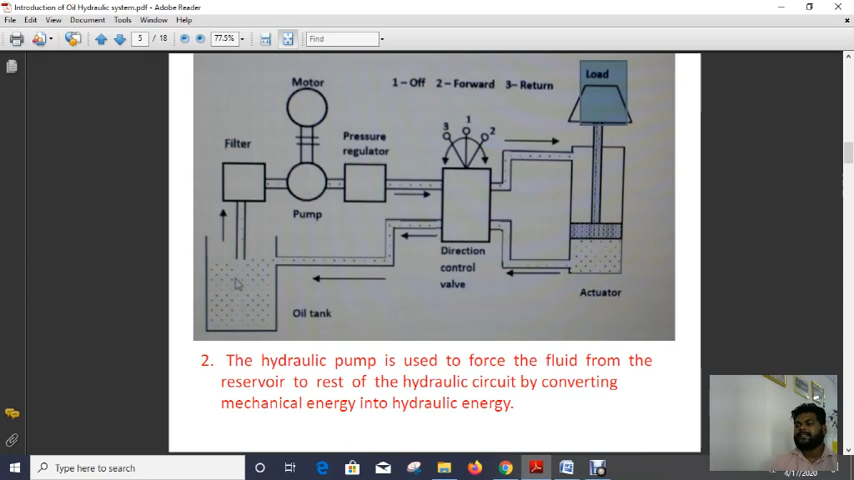 Introduction of Oil Hydraulic system.pdf - Adobe Reader
File Edit View Document Tools Window Help
5 / 18 77.5% Find
Motor
1 – Off 2 – Forward 3– Return
Load
Filter
Pressure
regulator
3 1 2
Pump
Direction
control
valve
Actuator
Oil tank
2. The hydraulic pump is used to force the fluid from the
reservoir to rest of the hydraulic circuit by converting
mechanical energy into hydraulic energy.
Type here to search
4/17/2020